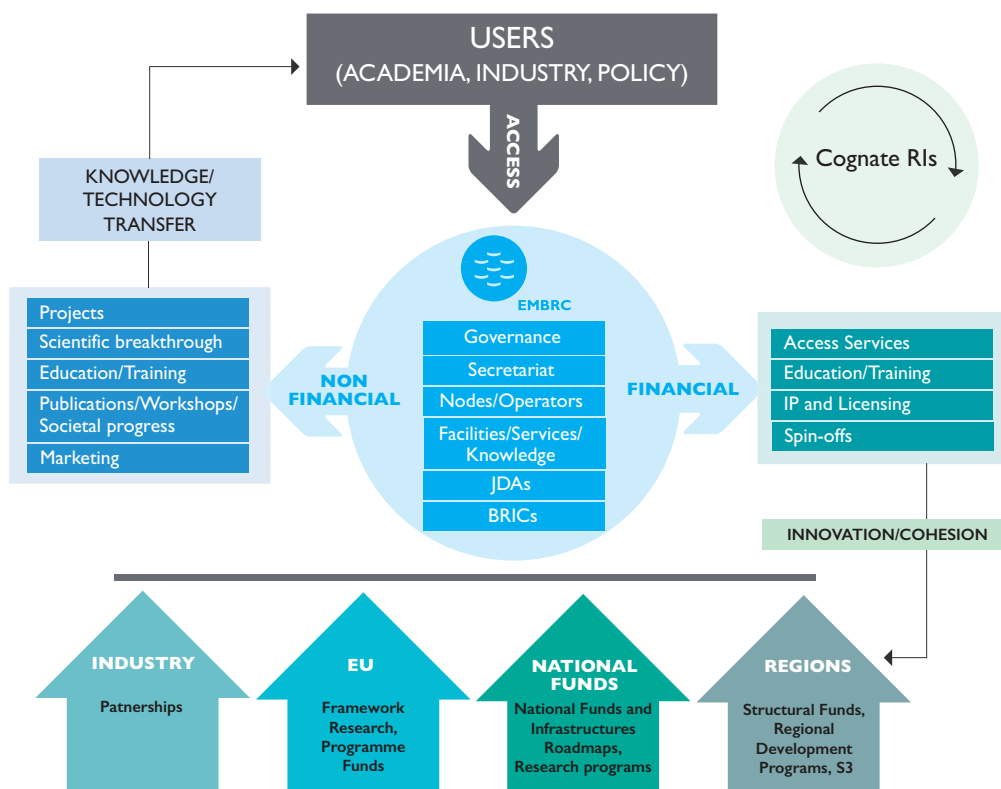 USERS
(ACADEMIA, INDUSTRY, POLICY)
ACCESS
Cognate RIs
KNOWLEDGE/
TECHNOLOGY
TRANSFER
Projects
Scientific breakthrough
Education/Training
Publications/Workshops/
Societal progress
Marketing
NON
FINANCIAL
EMBRC
Governance
Secretariat
Nodes/Operators
Facilities/Services/
Knowledge
JDAs
BRICs
FINANCIAL
Access Services
Education/Training
IP and Licensing
Spin-offs
INNOVATION/COHESION
INDUSTRY
Patnerships
EU
Framework
Research,
Programme
Funds
NATIONAL
FUNDS
National Funds and
Infrastructures
Roadmaps,
Research programs
REGIONS
Structural Funds,
Regional
Development
Programs, S3